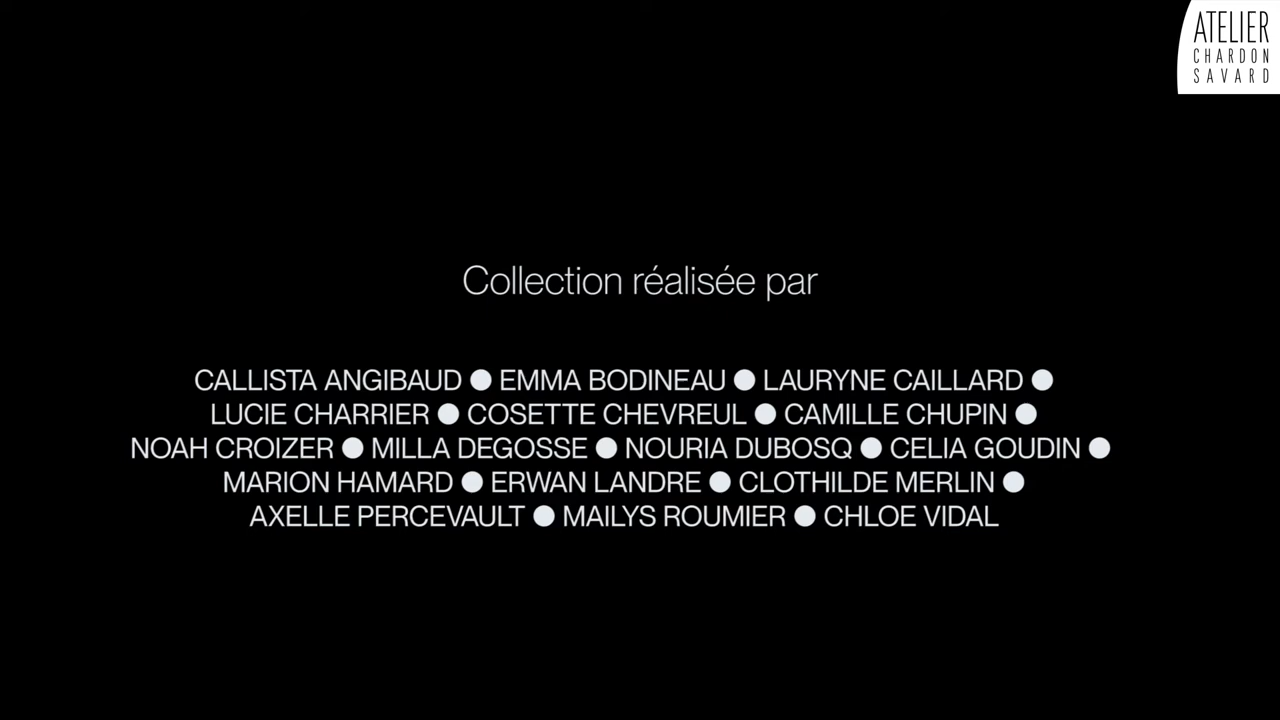 ATELIER
CHARDON
SAVARD
Collection réalisée par
CALLISTA ANGIBAUD ● EMMA BODINEAU ● LAURYNE CAILLARD ●
LUCIE CHARRIER ● COSETTE CHEVREUL ● CAMILLE CHUPIN ●
NOAH CROIZER ● MILLA DEGOSSE ● NOURIA DUBOSQ ● CELIA GOUDIN ●
MARION HAMARD ● ERWAN LANDRE ● CLOTHILDE MERLIN ●
AXELLE PERCEVAULT ● MAILYS ROUMIER ● CHLOE VIDAL